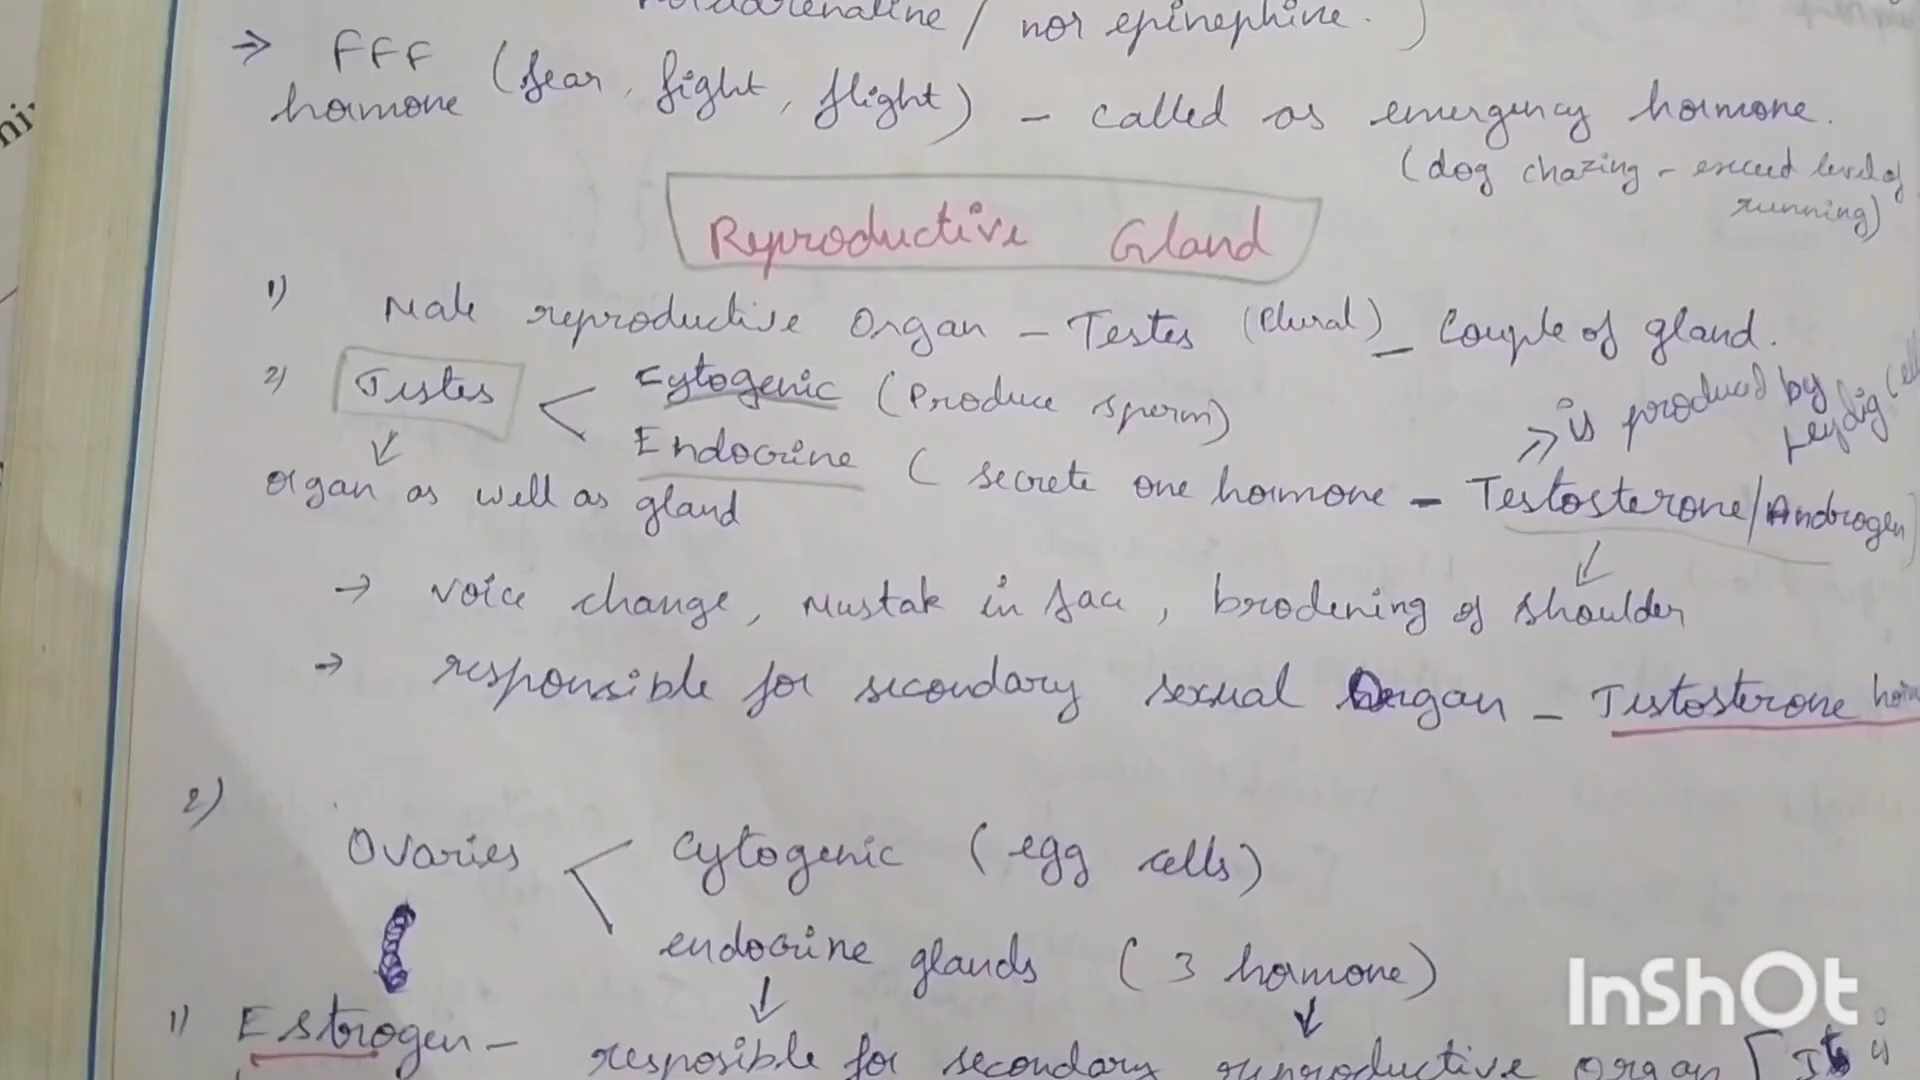 nor epinephrine. )
→ FFF hormone (fear, fight, flight) - called as emergency hormone.
(dog chazing - exceed level of running)
Reproductive Gland
1) Male reproductive Organ - Testes (Plural) - Couple of gland.
2) Testes < Cytogenic (Produce sperm)
Endocrine ( secrete one hormone - Testosterone/Androgen)
⇒ is produced by Leydig
organ as well as gland
→ voice change, Mustak in face, brodening of shoulder
→ responsible for secondary sexual Organ - Testosterone
2)
Ovaries < Cytogenic (egg cells)
endocrine glands (3 hormone)
1) Estrogen - resposible for secondary reproductive organ [
InShOt